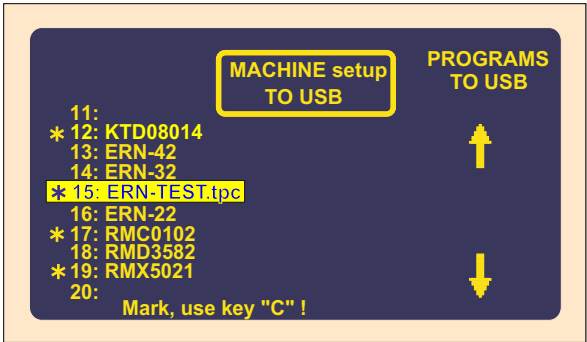 MACHINE setup
TO USB
PROGRAMS
TO USB
11:
* 12: KTD08014
13: ERN-42
14: ERN-32
* 15: ERN-TEST.tpc
16: ERN-22
* 17: RMC0102
18: RMD3582
* 19: RMX5021
20:
Mark, use key "C" !